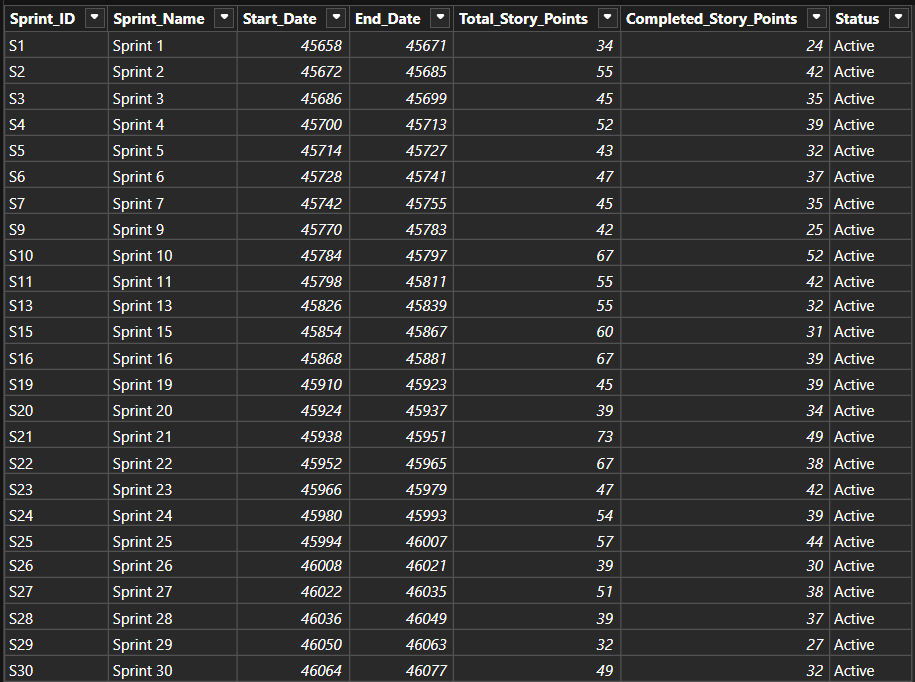 Sprint_ID Sprint_Name Start_Date End_Date Total_Story_Points Completed_Story_Points Status
S1 Sprint 1 45658 45671 34 24 Active
S2 Sprint 2 45672 45685 55 42 Active
S3 Sprint 3 45686 45699 45 35 Active
S4 Sprint 4 45700 45713 52 39 Active
S5 Sprint 5 45714 45727 43 32 Active
S6 Sprint 6 45728 45741 47 37 Active
S7 Sprint 7 45742 45755 45 35 Active
S9 Sprint 9 45770 45783 42 25 Active
S10 Sprint 10 45784 45797 67 52 Active
S11 Sprint 11 45798 45811 55 42 Active
S13 Sprint 13 45826 45839 55 32 Active
S15 Sprint 15 45854 45867 60 31 Active
S16 Sprint 16 45868 45881 67 39 Active
S19 Sprint 19 45910 45923 45 39 Active
S20 Sprint 20 45924 45937 39 34 Active
S21 Sprint 21 45938 45951 73 49 Active
S22 Sprint 22 45952 45965 67 38 Active
S23 Sprint 23 45966 45979 47 42 Active
S24 Sprint 24 45980 45993 54 39 Active
S25 Sprint 25 45994 46007 57 44 Active
S26 Sprint 26 46008 46021 39 30 Active
S27 Sprint 27 46022 46035 51 38 Active
S28 Sprint 28 46036 46049 39 37 Active
S29 Sprint 29 46050 46063 32 27 Active
S30 Sprint 30 46064 46077 49 32 Active